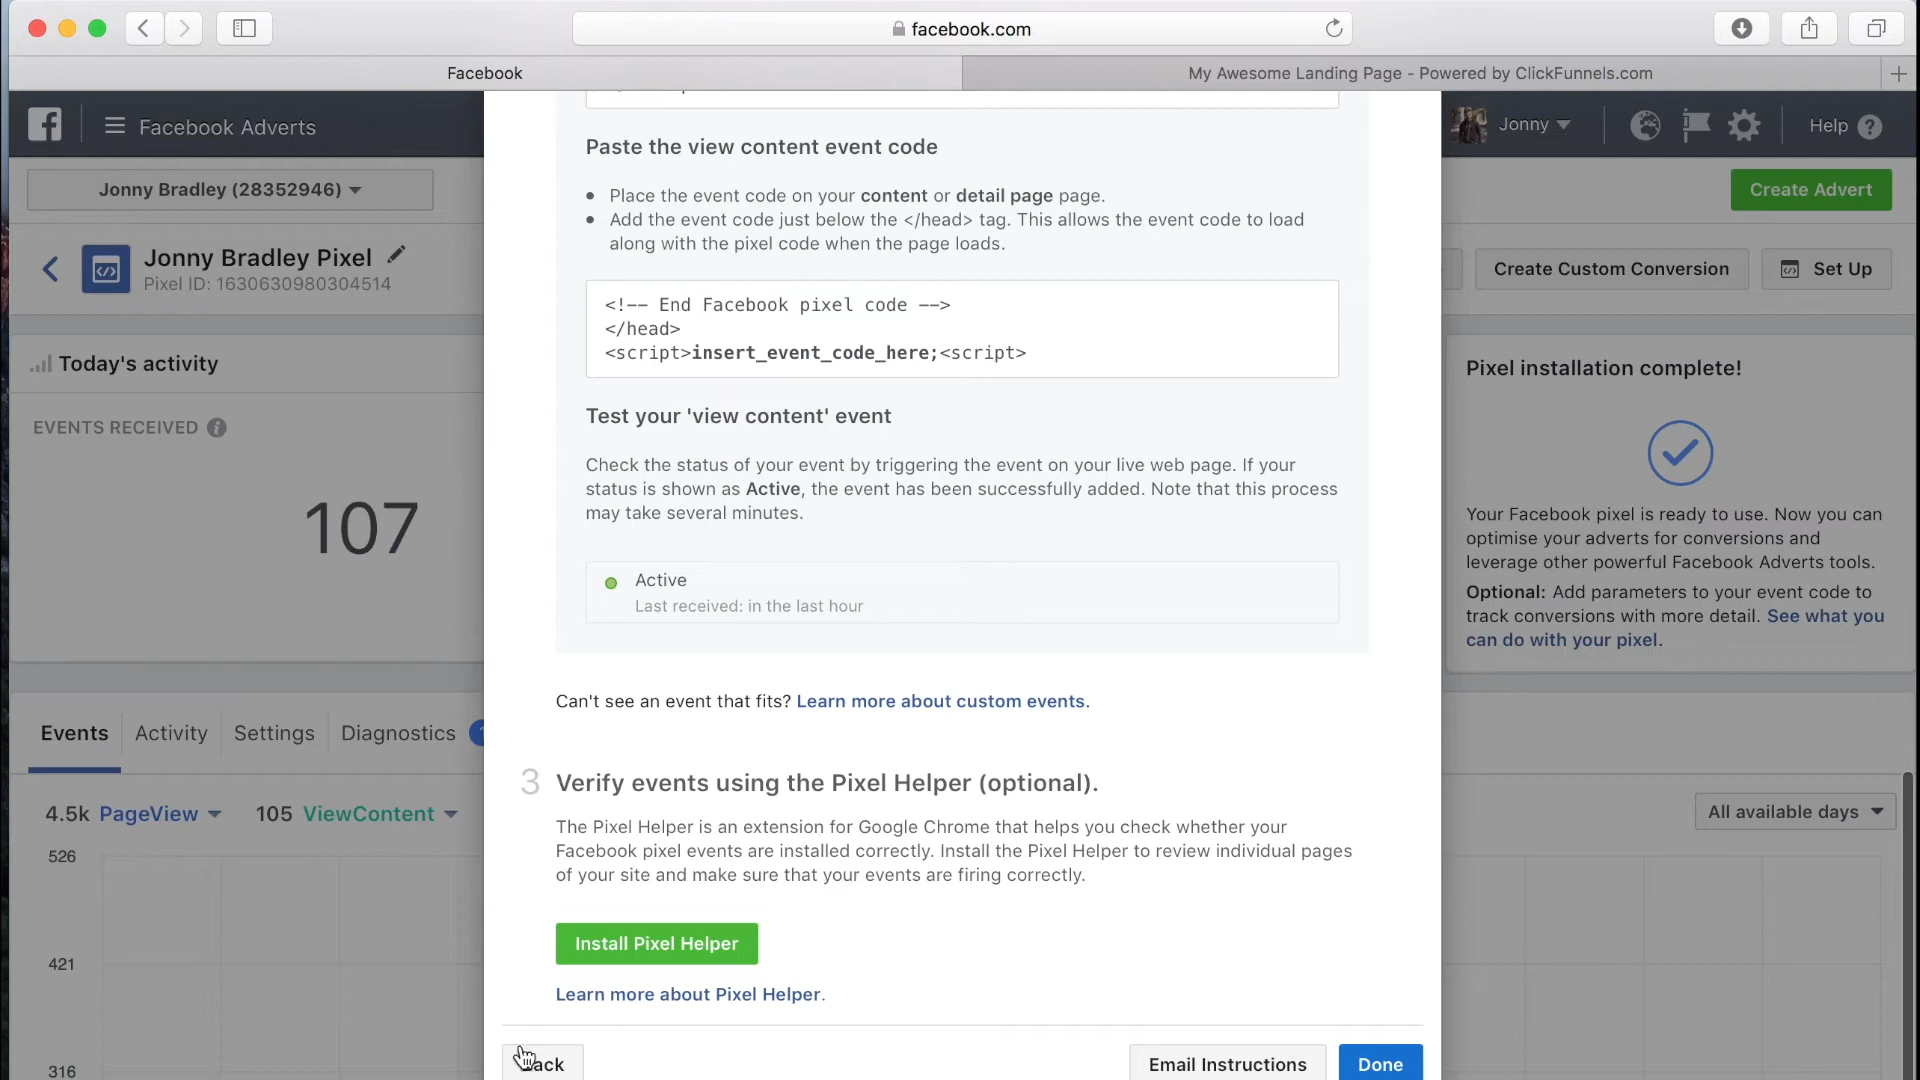 facebook.com
Facebook
My Awesome Landing Page - Powered by ClickFunnels.com
Facebook Adverts
Jonny
Help
Jonny Bradley (28352946)
Create Advert
Jonny Bradley Pixel
Pixel ID: 1630630980304514
Create Custom Conversion
Set Up
Today's activity
EVENTS RECEIVED
107
Paste the view content event code
Place the event code on your content or detail page page.
Add the event code just below the </head> tag. This allows the event code to load
along with the pixel code when the page loads.
<!-- End Facebook pixel code -->
</head>
<script>insert_event_code_here;<script>
Test your 'view content' event
Check the status of your event by triggering the event on your live web page. If your
status is shown as Active, the event has been successfully added. Note that this process
may take several minutes.
Active
Last received: in the last hour
Can't see an event that fits? Learn more about custom events.
3 Verify events using the Pixel Helper (optional).
The Pixel Helper is an extension for Google Chrome that helps you check whether your
Facebook pixel events are installed correctly. Install the Pixel Helper to review individual pages
of your site and make sure that your events are firing correctly.
Install Pixel Helper
Learn more about Pixel Helper.
Email Instructions
Done
Pixel installation complete!
Your Facebook pixel is ready to use. Now you can
optimise your adverts for conversions and
leverage other powerful Facebook Adverts tools.
Optional: Add parameters to your event code to
track conversions with more detail. See what you
can do with your pixel.
Events
Activity
Settings
Diagnostics
4.5k PageView
105 ViewContent
All available days
526
421
316